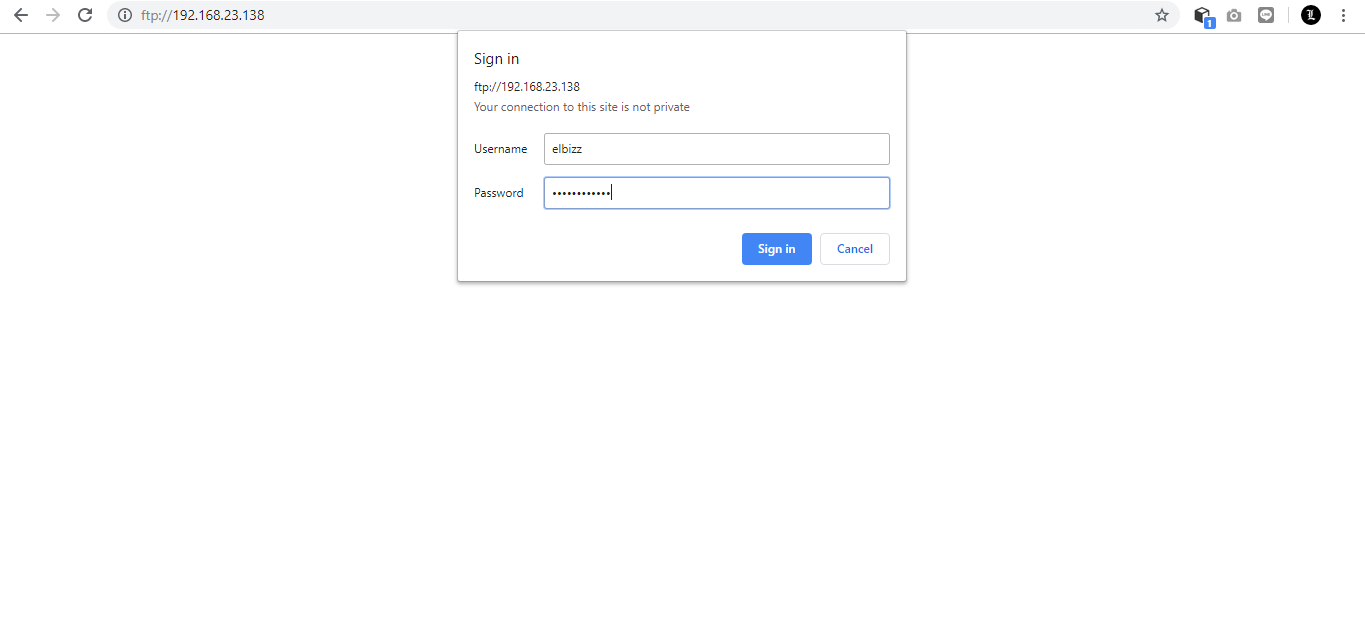 ftp://192.168.23.138
1
L
Sign in
ftp://192.168.23.138
Your connection to this site is not private
Username elbizz
Password ••••••••••••
Sign in Cancel